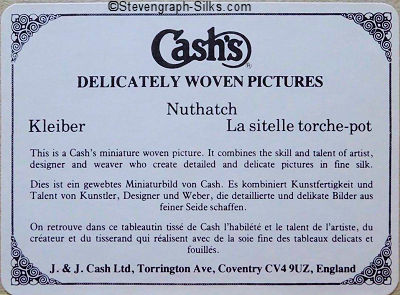 ©Stevengraph-Silks.com
Cash's®
DELICATELY WOVEN PICTURES
Nuthatch
Kleiber La sitelle torche-pot
This is a Cash's miniature woven picture. It combines the skill and talent of artist,
designer and weaver who create detailed and delicate pictures in fine silk.
Dies ist ein gewebtes Miniaturbild von Cash. Es kombiniert Kunstfertigkeit und
Talent von Kunstler, Designer und Weber, die detaillierte und delikate Bilder aus
feiner Seide schaffen.
On retrouve dans ce tableautin tissé de Cash l'habilété et le talent de l'artiste, du
créateur et du tisserand qui réalisent avec de la soie fine des tableaux delicats et
fouillés.
J. & J. Cash Ltd, Torrington Ave, Coventry CV4 9UZ, England